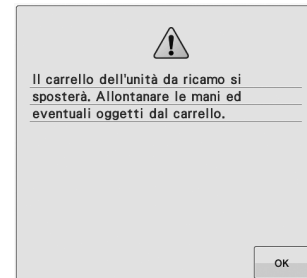 Il carrello dell'unità da ricamo si
sposterà. Allontanare le mani ed
eventuali oggetti dal carrello.
OK